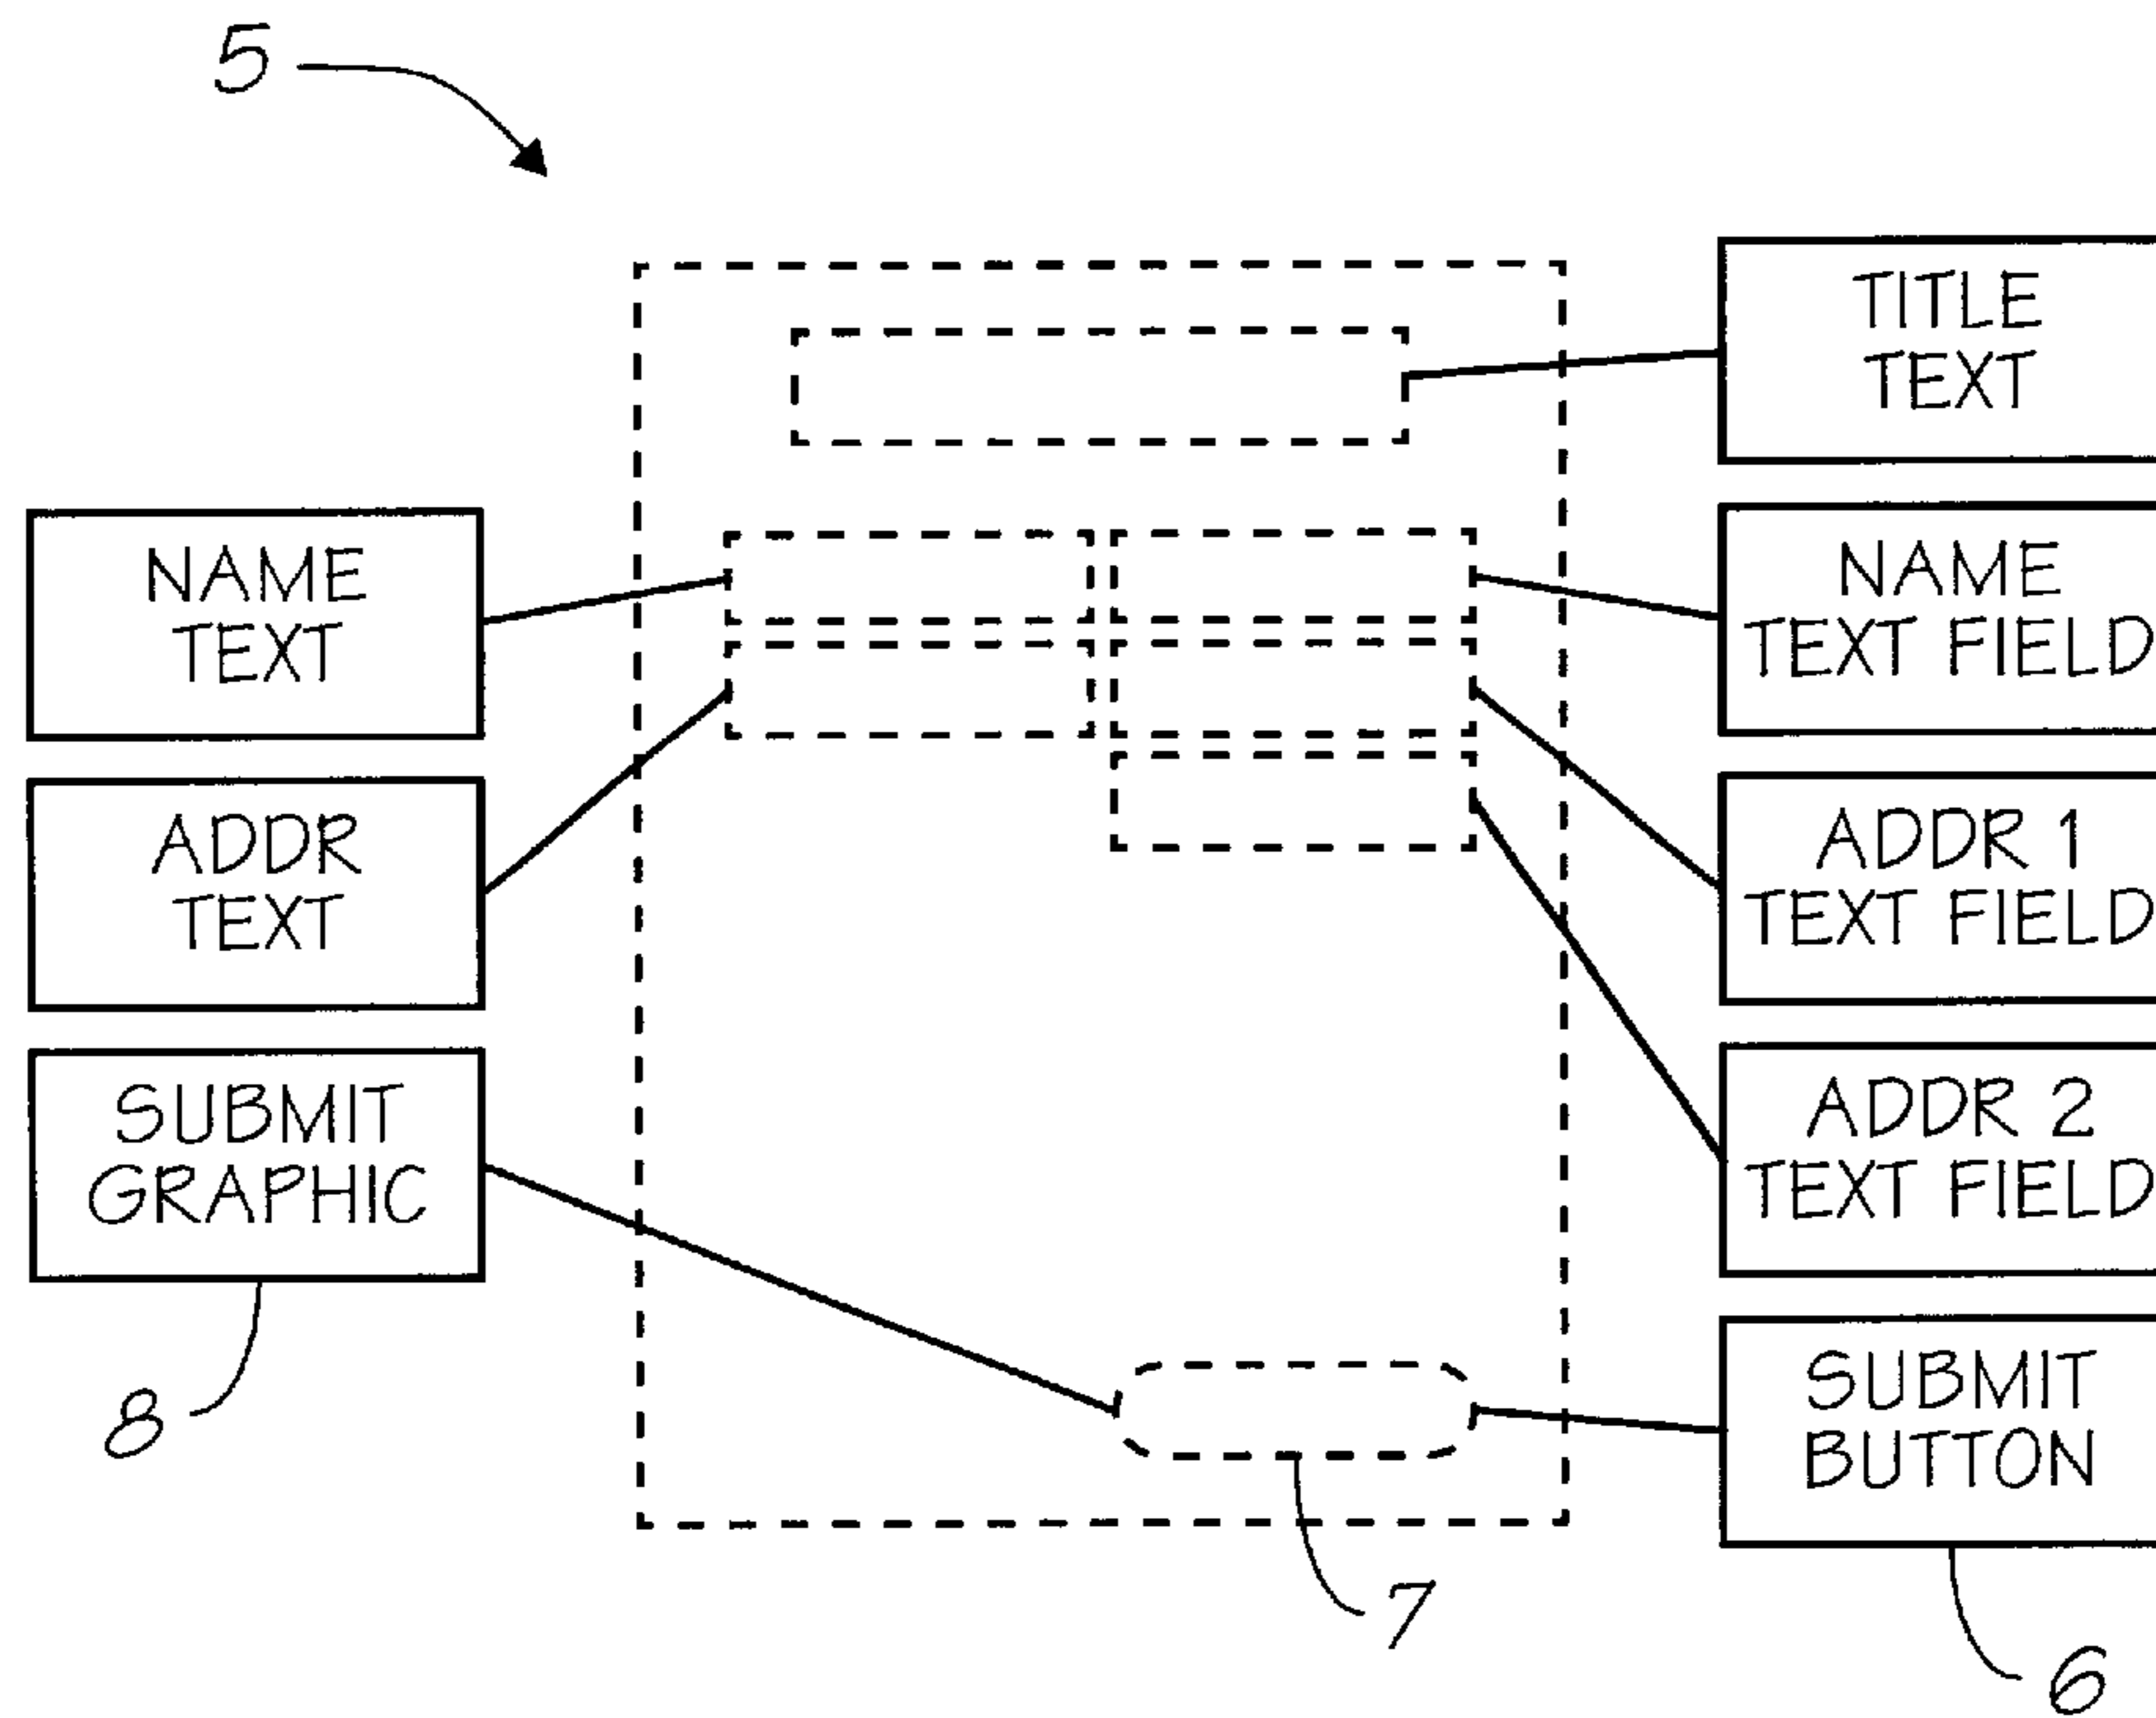 5
TITLE
TEXT
NAME
TEXT
NAME
TEXT FIELD
ADDR
TEXT
ADDR 1
TEXT FIELD
SUBMIT
GRAPHIC
ADDR 2
TEXT FIELD
SUBMIT
BUTTON
8
7
6